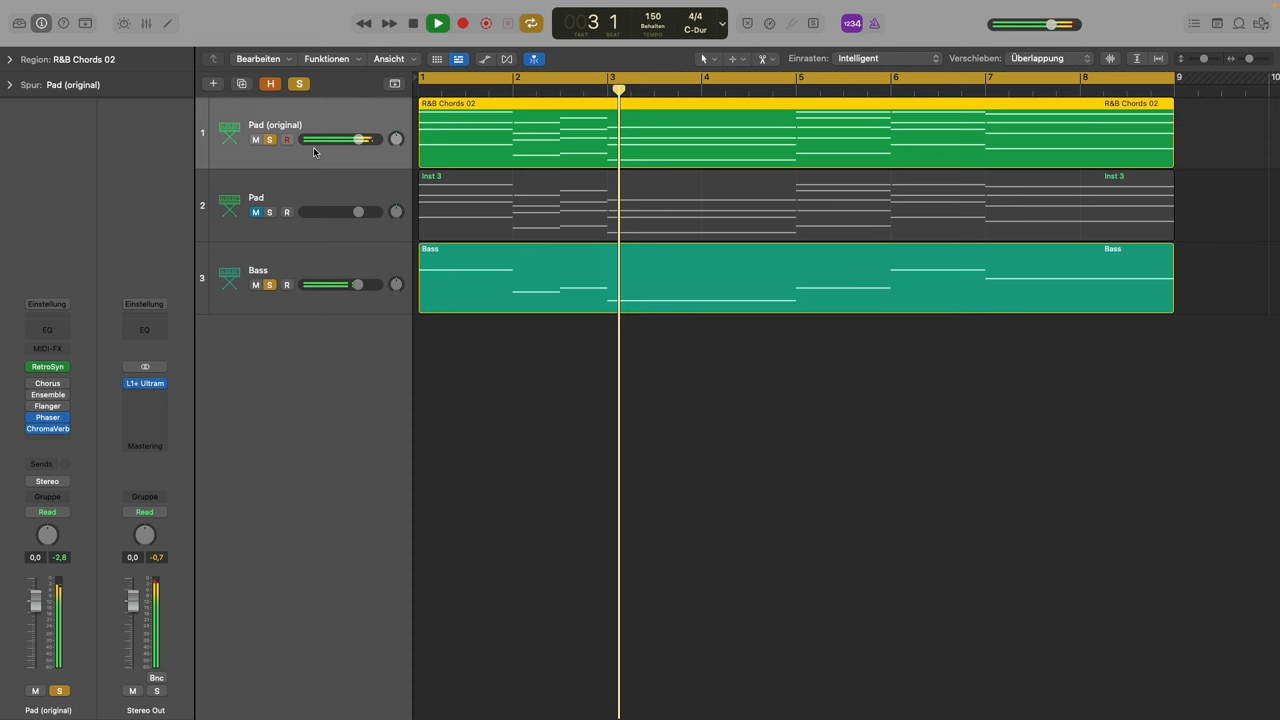 003 1
150
4/4
TAKT BEAT
Behalten
TEMPO
C-Dur
1234
Region: R&B Chords 02
Bearbeiten
Funktionen
Ansicht
Einrasten: Intelligent
Verschieben: Überlappung
Spur: Pad (original)
H
S
1 2 3 4 5 6 7 8 9 10
1
Pad (original)
M S R
R&B Chords 02
R&B Chords 02
2
Pad
M S R
Inst 3
Inst 3
3
Bass
M S R
Bass
Bass
Einstellung
Einstellung
EQ
EQ
MIDI-FX
RetroSyn
Chorus
L1+ Ultram
Ensemble
Flanger
Phaser
ChromaVerb
Mastering
Sends
Stereo
Gruppe
Gruppe
Read
Read
0,0 -2,8
0,0 -0,7
Bnc
M S
M S
Pad (original)
Stereo Out